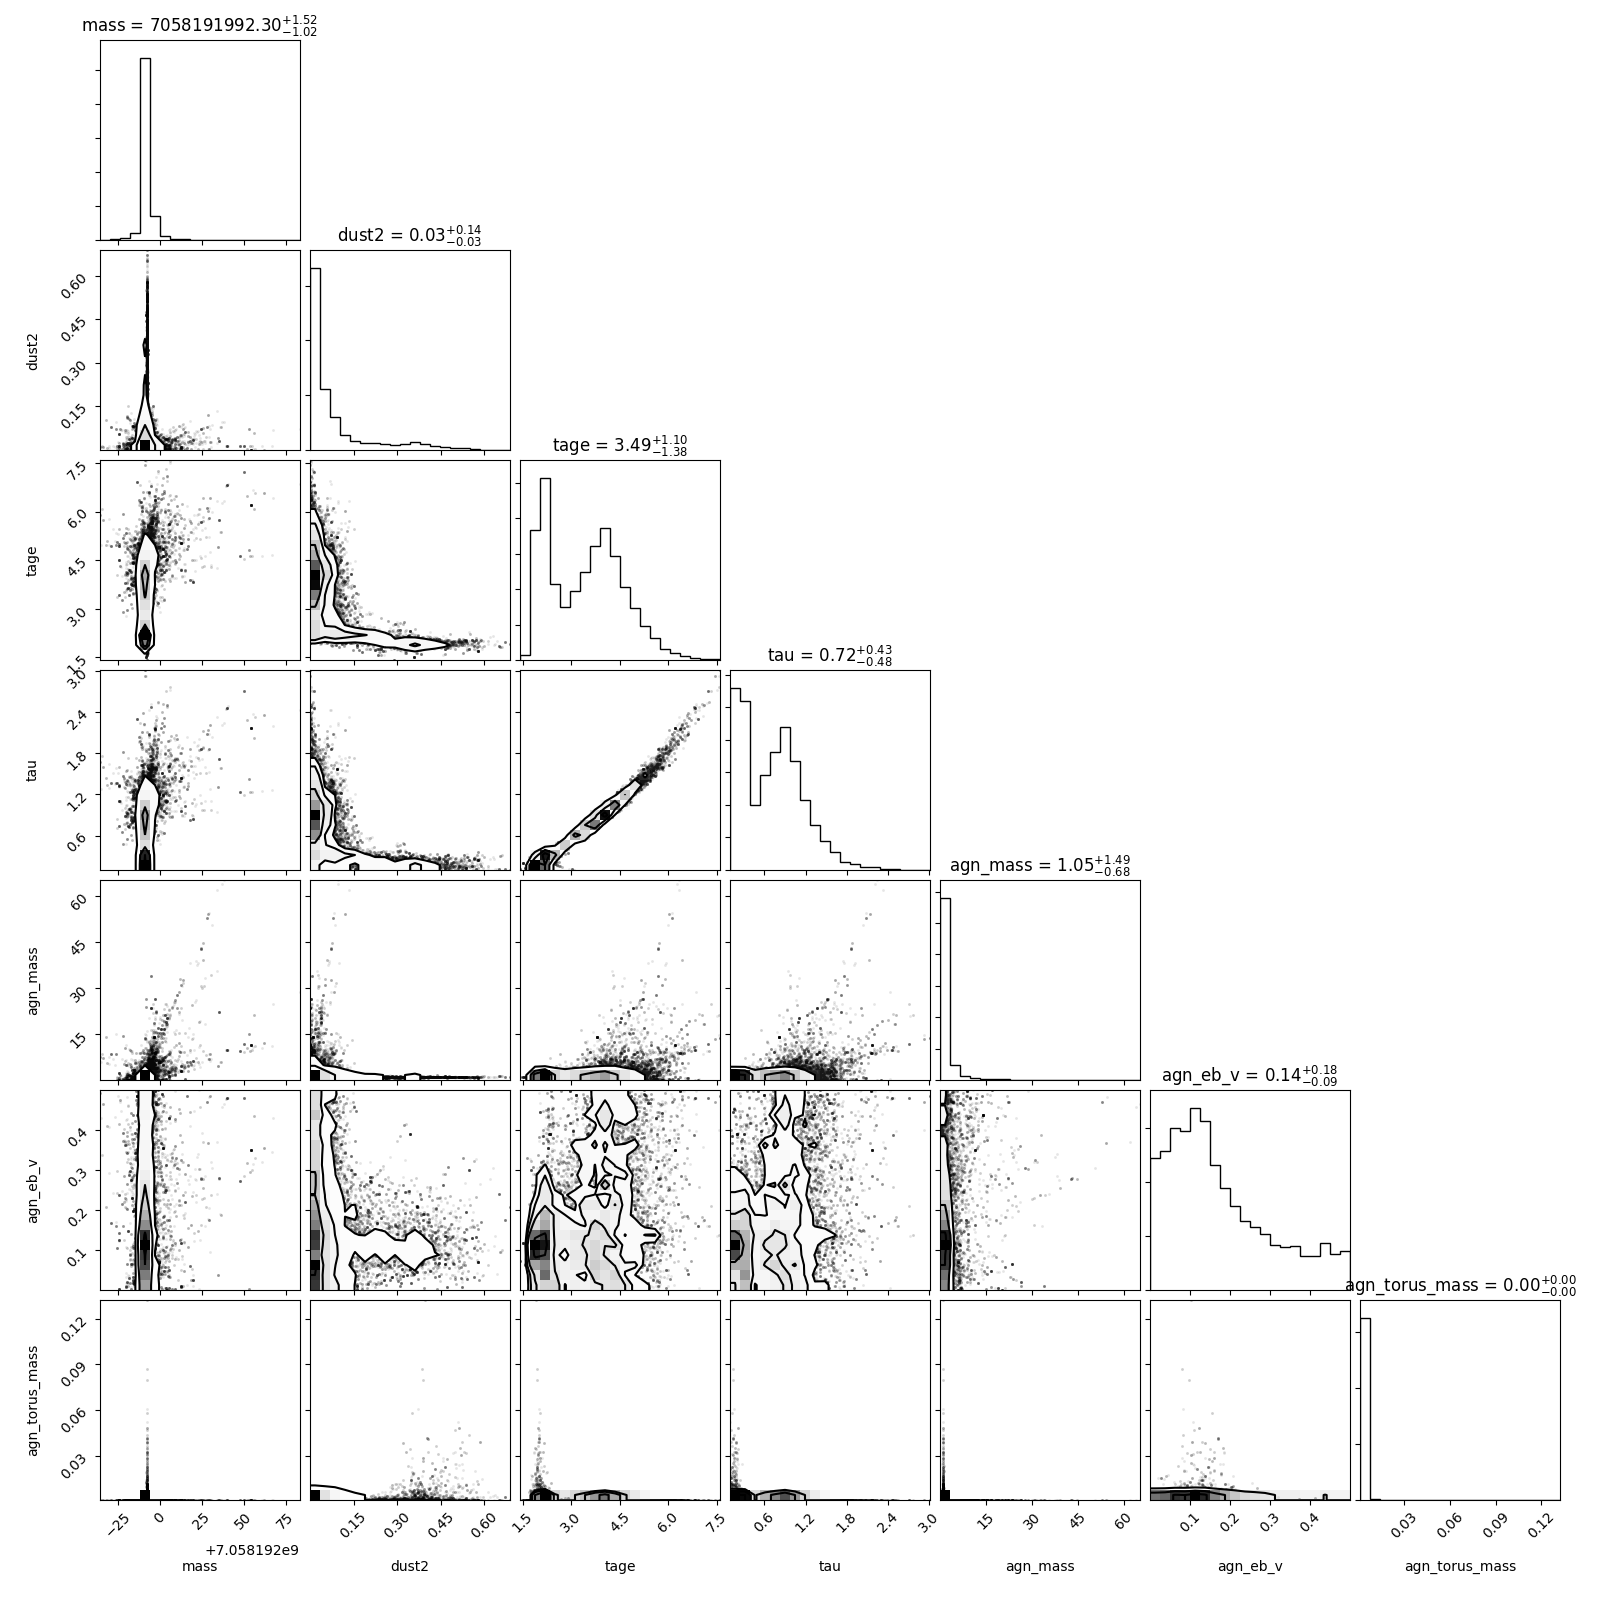 mass = 7058191992.30+1.52−1.02
dust2 = 0.03+0.14−0.03
0.60
0.45
dust2
0.30
0.15
tage = 3.49+1.10−1.38
7.5
6.0
tage
4.5
3.0
1.5
tau = 0.72+0.43−0.48
3.0
2.4
tau
1.8
1.2
0.6
agn_mass = 1.05+1.49−0.68
60
45
agn_mass
30
15
agn_eb_v = 0.14+0.18−0.09
0.4
0.3
agn_eb_v
0.2
0.1
agn_torus_mass = 0.00+0.00−0.00
0.12
0.09
agn_torus_mass
0.06
0.03
−25 0 25 50 75 0.15 0.30 0.45 0.60 1.5 3.0 4.5 6.0 7.5 0.6 1.2 1.8 2.4 3.0 15 30 45 60 0.1 0.2 0.3 0.4 0.03 0.06 0.09 0.12
+7.058192e9
mass dust2 tage tau agn_mass agn_eb_v agn_torus_mass